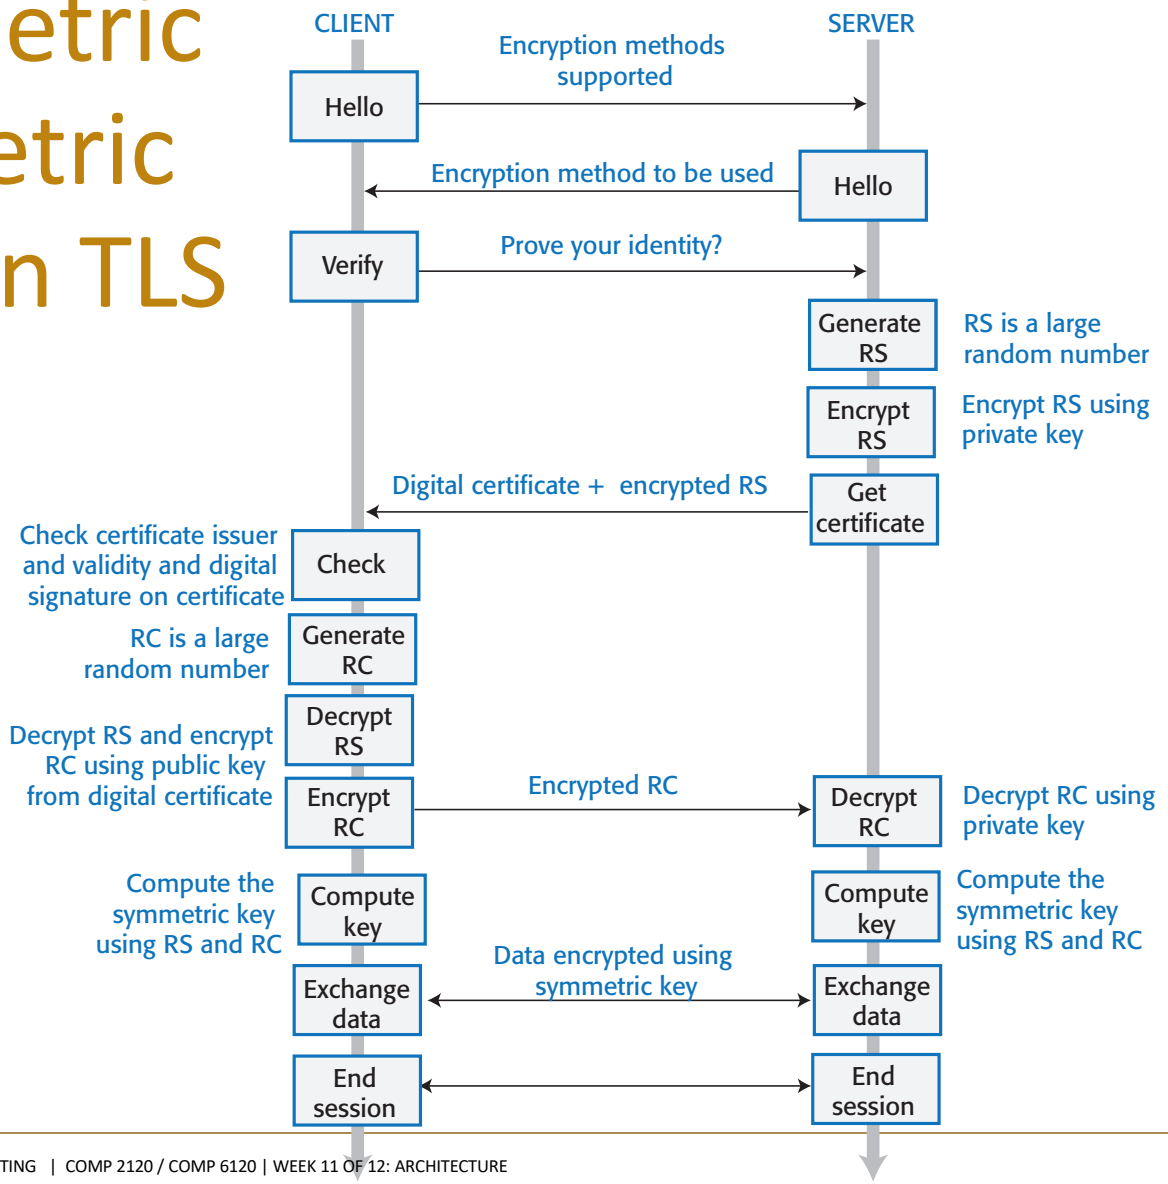 etric
etric
n TLS
CLIENT
SERVER
Encryption methods
supported
Hello
Encryption method to be used
Hello
Verify
Prove your identity?
Generate
RS
RS is a large
random number
Encrypt
RS
Encrypt RS using
private key
Digital certificate + encrypted RS
Get
certificate
Check certificate issuer
and validity and digital
signature on certificate
Check
RC is a large
random number
Generate
RC
Decrypt
RS
Decrypt RS and encrypt
RC using public key
from digital certificate
Encrypt
RC
Encrypted RC
Decrypt
RC
Decrypt RC using
private key
Compute the
symmetric key
using RS and RC
Compute
key
Compute
key
Compute the
symmetric key
using RS and RC
Data encrypted using
symmetric key
Exchange
data
Exchange
data
End
session
End
session
TING | COMP 2120 / COMP 6120 | WEEK 11 OF 12: ARCHITECTURE